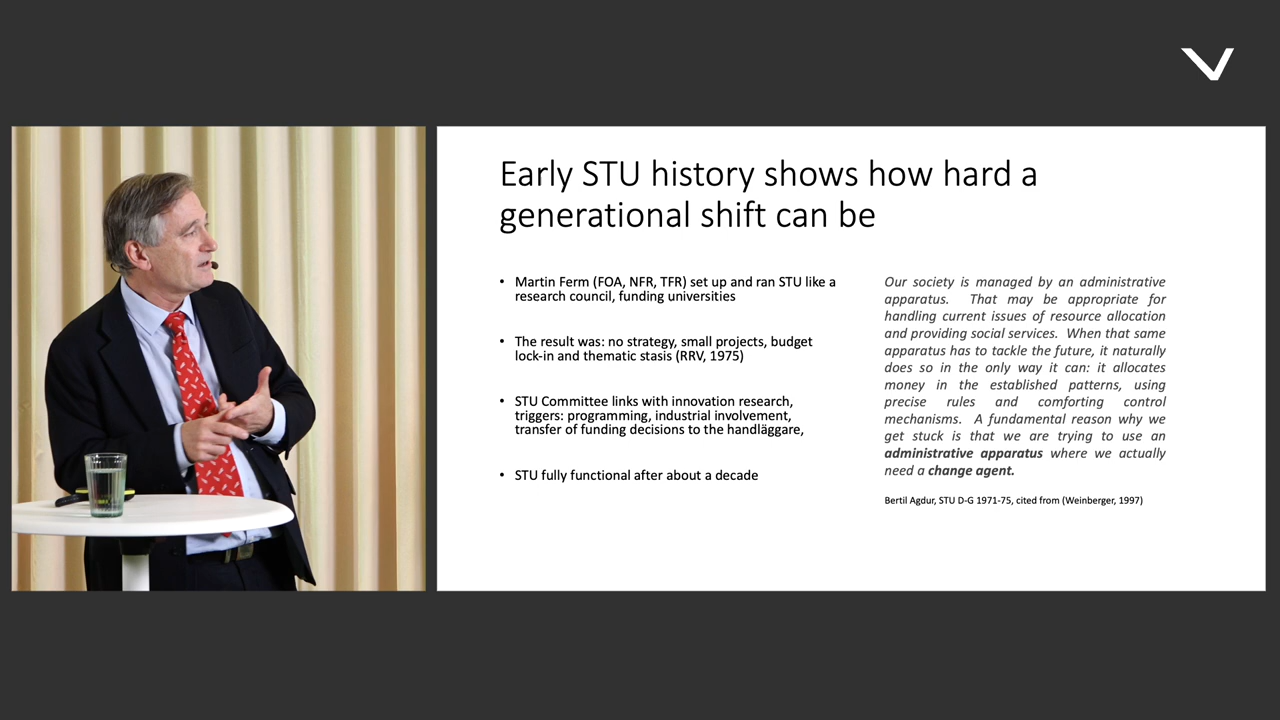 Early STU history shows how hard a
generational shift can be
• Martin Ferm (FOA, NFR, TFR) set up and ran STU like a
research council, funding universities
• The result was: no strategy, small projects, budget
lock-in and thematic stasis (RRV, 1975)
• STU Committee links with innovation research,
triggers: programming, industrial involvement,
transfer of funding decisions to the handläggare,
• STU fully functional after about a decade
Our society is managed by an administrative
apparatus. That may be appropriate for
handling current issues of resource allocation
and providing social services. When that same
apparatus has to tackle the future, it naturally
does so in the only way it can: it allocates
money in the established patterns, using
precise rules and comforting control
mechanisms. A fundamental reason why we
get stuck is that we are trying to use an
administrative apparatus where we actually
need a change agent.
Bertil Agdur, STU D-G 1971-75, cited from (Weinberger, 1997)